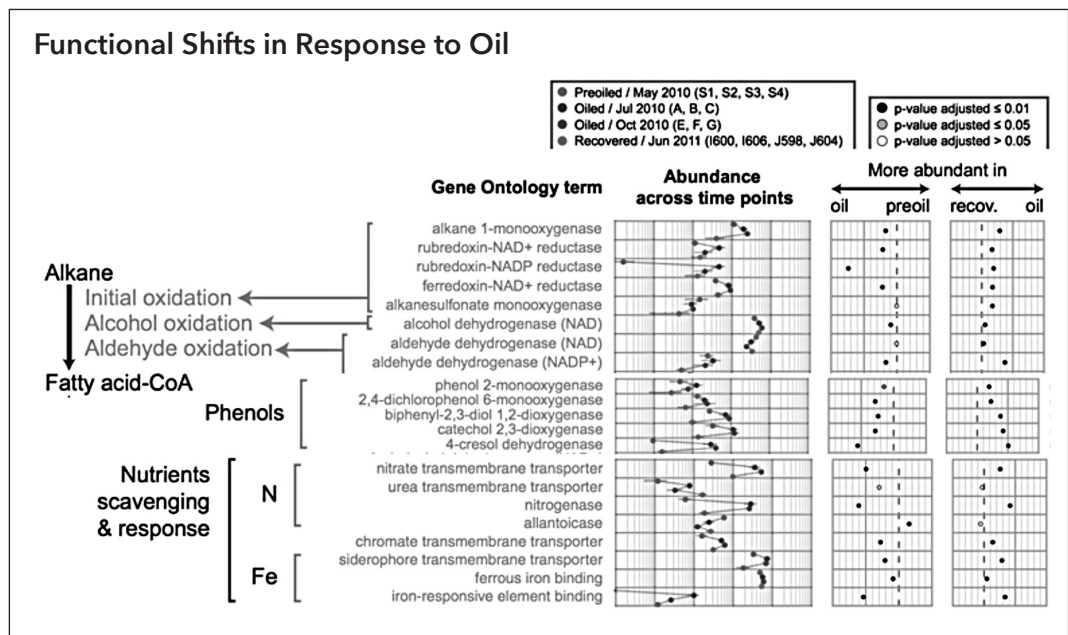 Functional Shifts in Response to Oil
Preoiled / May 2010 (S1, S2, S3, S4)
Oiled / Jul 2010 (A, B, C)
Oiled / Oct 2010 (E, F, G)
Recovered / Jun 2011 (I600, I606, J598, J604)
p-value adjusted ≤ 0.01
p-value adjusted ≤ 0.05
p-value adjusted > 0.05
Gene Ontology term
Abundance
across time points
More abundant in
oil preoil
recov. oil
Alkane
Initial oxidation
Alcohol oxidation
Aldehyde oxidation
Fatty acid-CoA
alkane 1-monooxygenase
rubredoxin-NAD+ reductase
rubredoxin-NADP reductase
ferredoxin-NAD+ reductase
alkanesulfonate monooxygenase
alcohol dehydrogenase (NAD)
aldehyde dehydrogenase (NAD)
aldehyde dehydrogenase (NADP+)
Phenols
phenol 2-monooxygenase
2,4-dichlorophenol 6-monooxygenase
biphenyl-2,3-diol 1,2-dioxygenase
catechol 2,3-dioxygenase
4-cresol dehydrogenase
Nutrients
scavenging
& response
N
nitrate transmembrane transporter
urea transmembrane transporter
nitrogenase
allantoicase
chromate transmembrane transporter
Fe
siderophore transmembrane transporter
ferrous iron binding
iron-responsive element binding